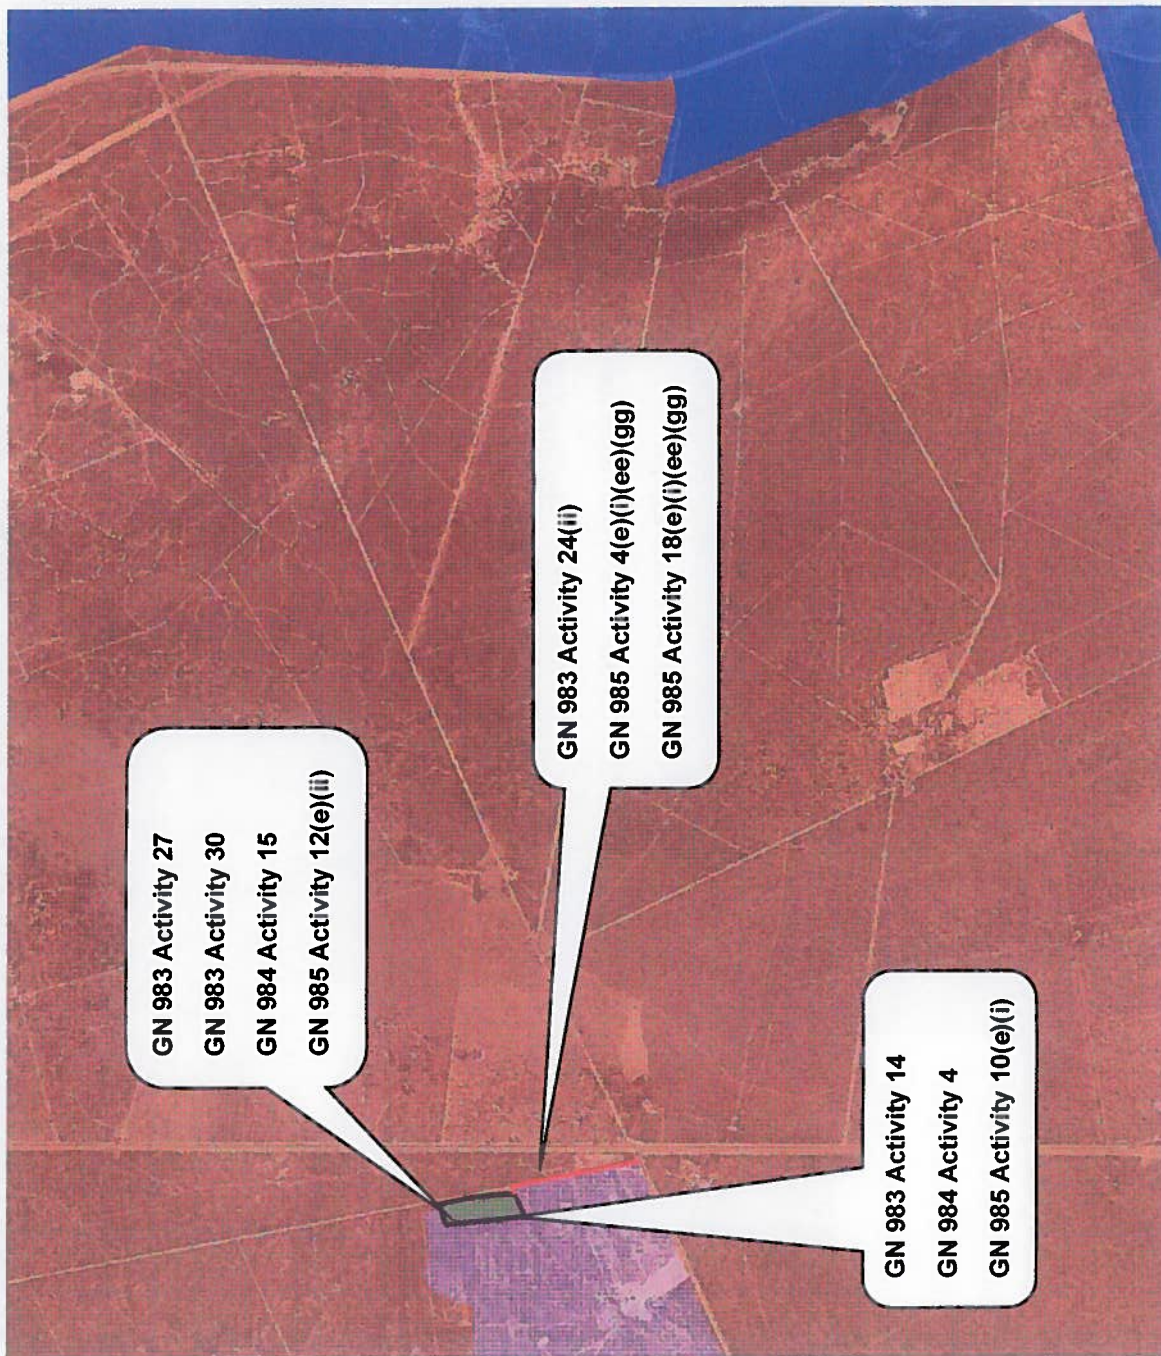 GN 983 Activity 27
GN 983 Activity 30
GN 984 Activity 15
GN 985 Activity 12(e)(ii)
GN 983 Activity 24(ii)
GN 985 Activity 4(e)(i)(ee)(gg)
GN 985 Activity 18(e)(i)(ee)(gg)
GN 983 Activity 14
GN 984 Activity 4
GN 985 Activity 10(e)(i)